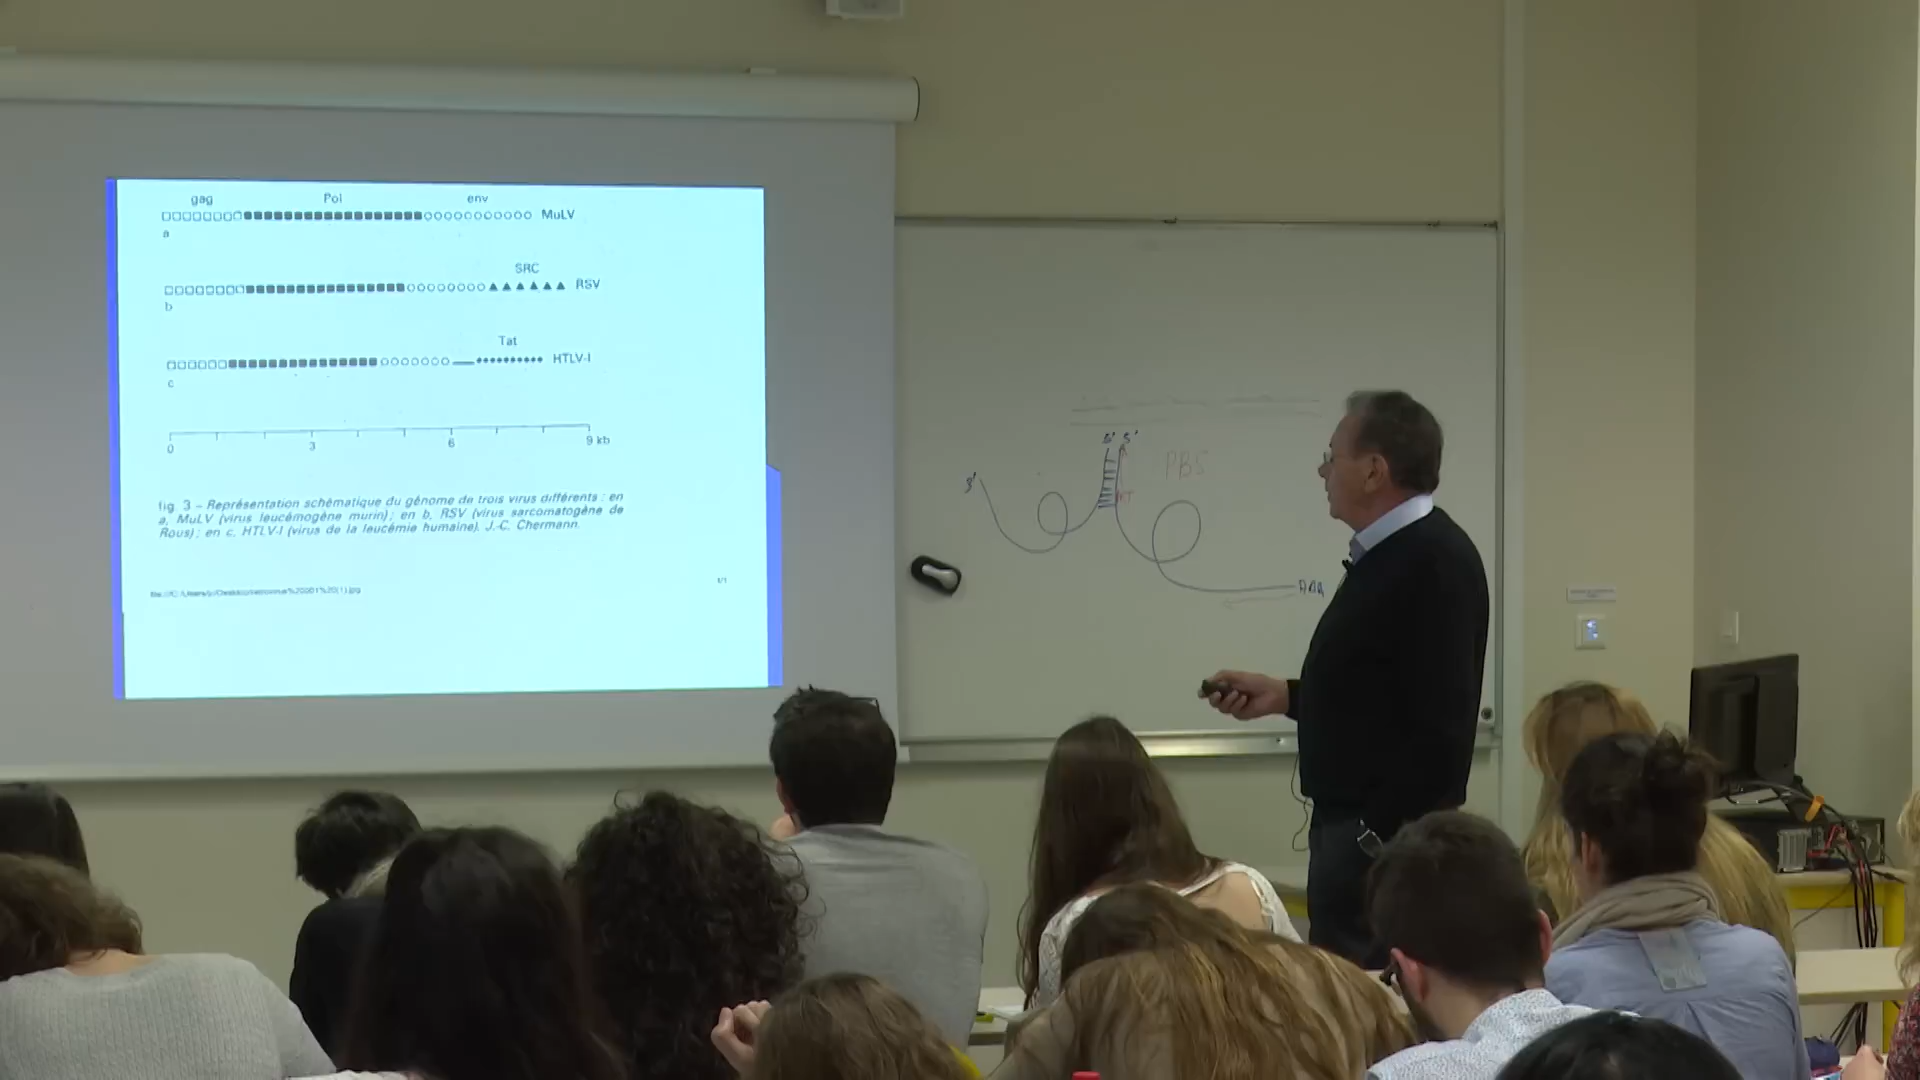 gag Pol env
MuLV
a
SRC
RSV
b
Tat
HTLV-I
c
0 3 6 9 kb
fig. 3 – Représentation schématique du génome de trois virus différents : en
a, MuLV (virus leucémogène murin) ; en b, RSV (virus sarcomatogène de
Rous) ; en c, HTLV-I (virus de la leucémie humaine). J.-C. Chermann.
1/1
3'
5' 3'
PBS